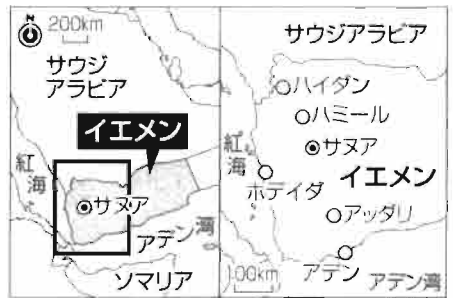 N
200km
サウジ
アラビア
イエメン
紅海
サヌア
アデン湾
ソマリア
サウジアラビア
ハイダン
ハミール
サヌア
紅海
イエメン
ホデイダ
アッダリ
アデン
アデン湾
100km